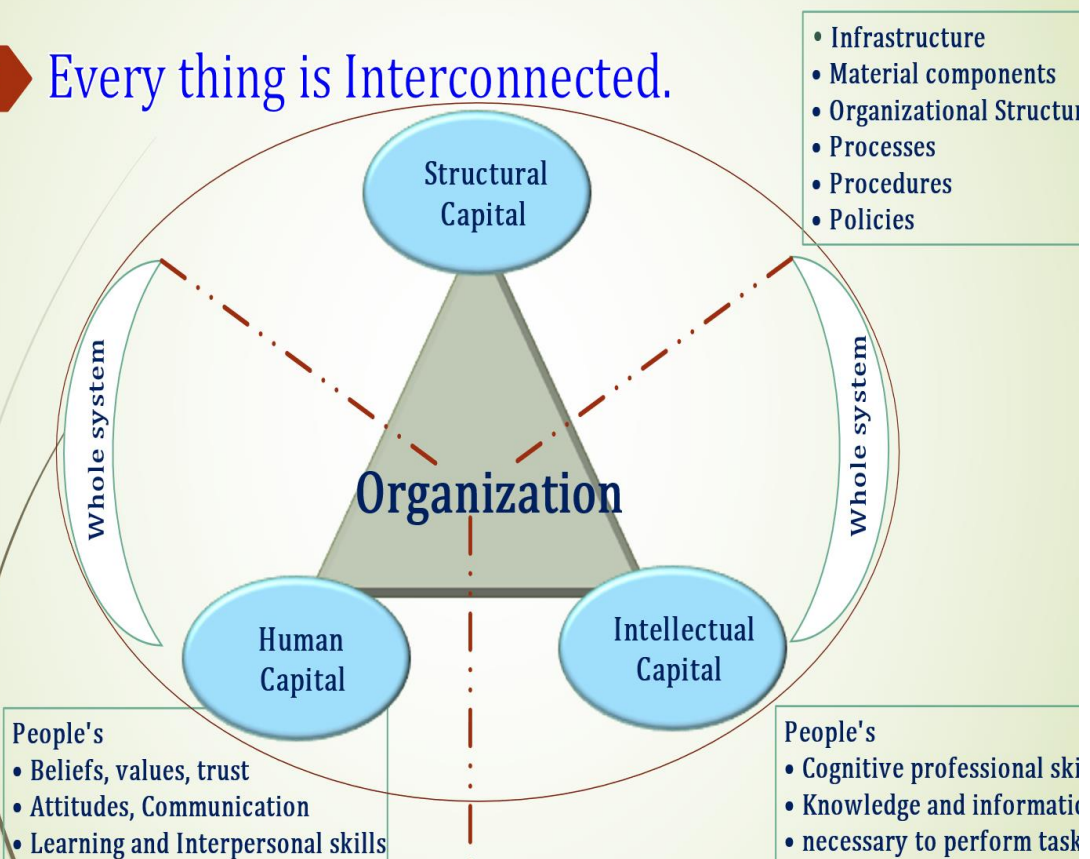 Every thing is Interconnected.
• Infrastructure
• Material components
• Organizational Structur
• Processes
• Procedures
• Policies
Structural
Capital
Whole system
Whole system
Organization
Human
Capital
Intellectual
Capital
People's
• Beliefs, values, trust
• Attitudes, Communication
• Learning and Interpersonal skills
People's
• Cognitive professional ski
• Knowledge and informatio
• necessary to perform task